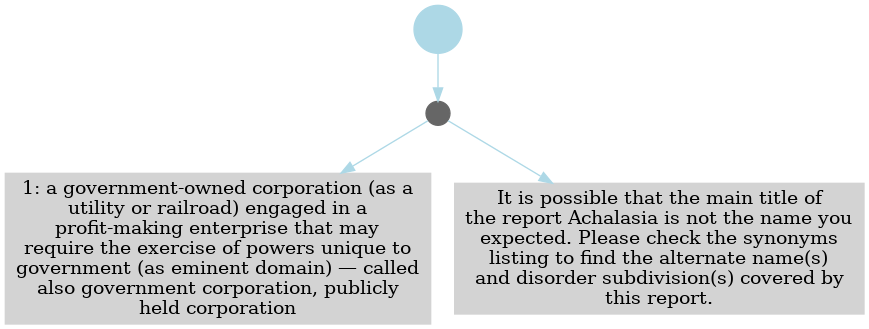 1: a government-owned corporation (as a
utility or railroad) engaged in a
profit-making enterprise that may
require the exercise of powers unique to
government (as eminent domain) — called
also government corporation, publicly
held corporation
It is possible that the main title of
the report Achalasia is not the name you
expected. Please check the synonyms
listing to find the alternate name(s)
and disorder subdivision(s) covered by
this report.